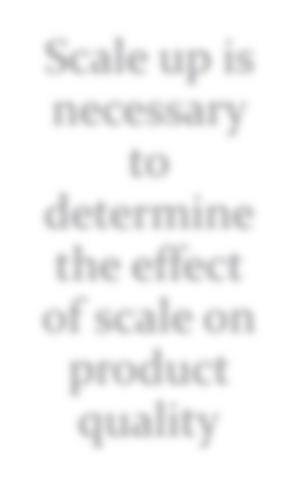 Scale up is
necessary
to
determine
the effect
of scale on
product
quality